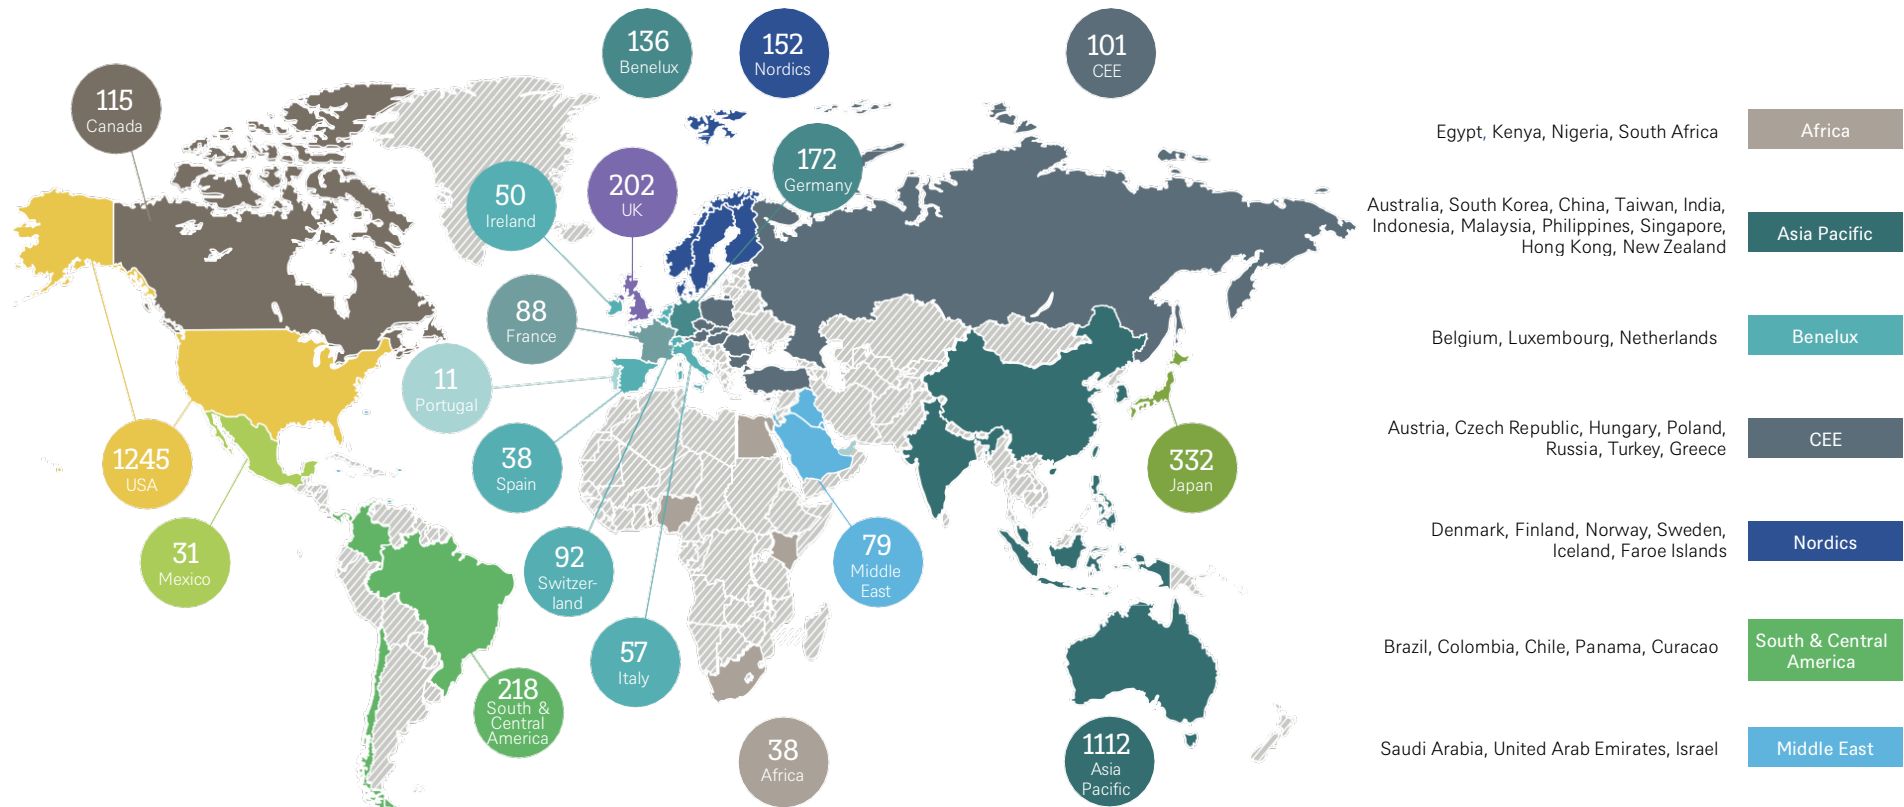 136
Benelux
152
Nordics
101
CEE
115
Canada
172
Germany
50
Ireland
202
UK
88
France
11
Portugal
1245
USA
38
Spain
332
Japan
31
Mexico
92
Switzer-
land
79
Middle
East
57
Italy
218
South &
Central
America
38
Africa
1112
Asia
Pacific
Egypt, Kenya, Nigeria, South Africa
Africa
Australia, South Korea, China, Taiwan, India,
Indonesia, Malaysia, Philippines, Singapore,
Hong Kong, New Zealand
Asia Pacific
Belgium, Luxembourg, Netherlands
Benelux
Austria, Czech Republic, Hungary, Poland,
Russia, Turkey, Greece
CEE
Denmark, Finland, Norway, Sweden,
Iceland, Faroe Islands
Nordics
Brazil, Colombia, Chile, Panama, Curacao
South & Central
America
Saudi Arabia, United Arab Emirates, Israel
Middle East